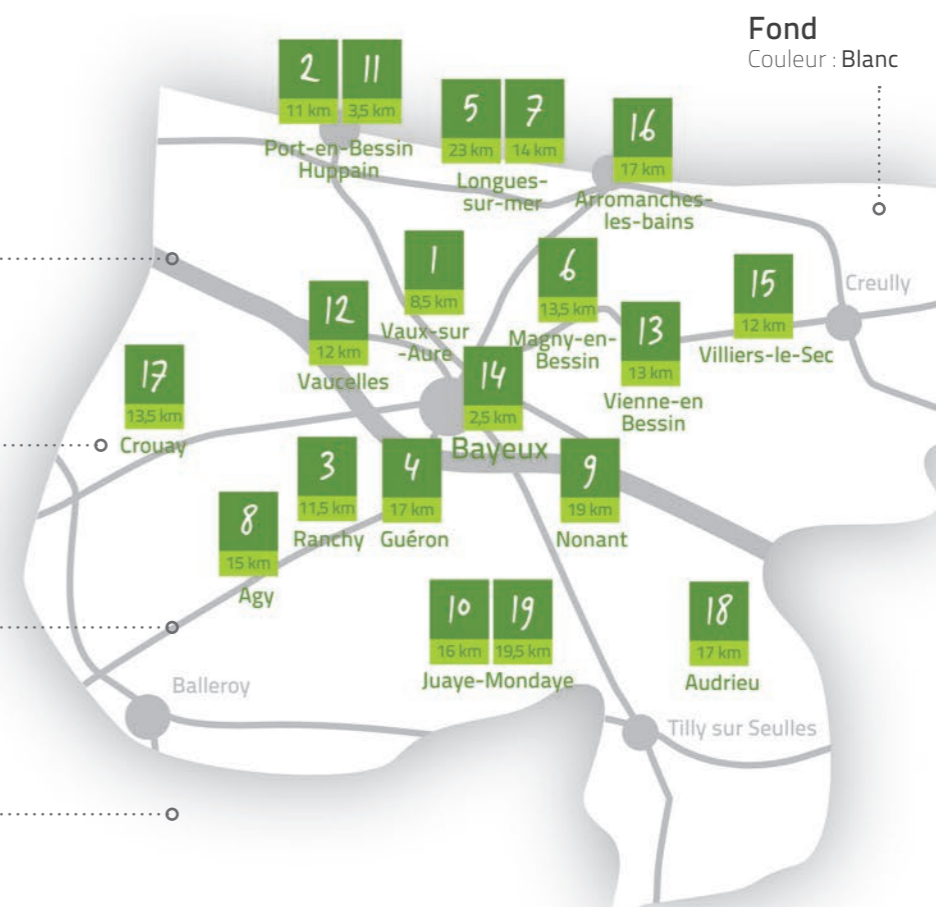 Fond
Couleur : Blanc
2
11 km
11
3,5 km
Port-en-Bessin
Huppain
5
23 km
7
14 km
Longues-
sur-mer
16
17 km
Arromanches-
les-bains
1
8,5 km
Vaux-sur
-Aure
6
13,5 km
Magny-en-
Bessin
15
12 km
Villiers-le-Sec
Creully
12
12 km
Vaucelles
13
13 km
Vienne-en
Bessin
17
13,5 km
Crouay
14
2,5 km
Bayeux
3
11,5 km
Ranchy
4
17 km
Guéron
9
19 km
Nonant
8
15 km
Agy
10
16 km
19
19,5 km
Juaye-Mondaye
18
17 km
Audrieu
Balleroy
Tilly sur Seulles